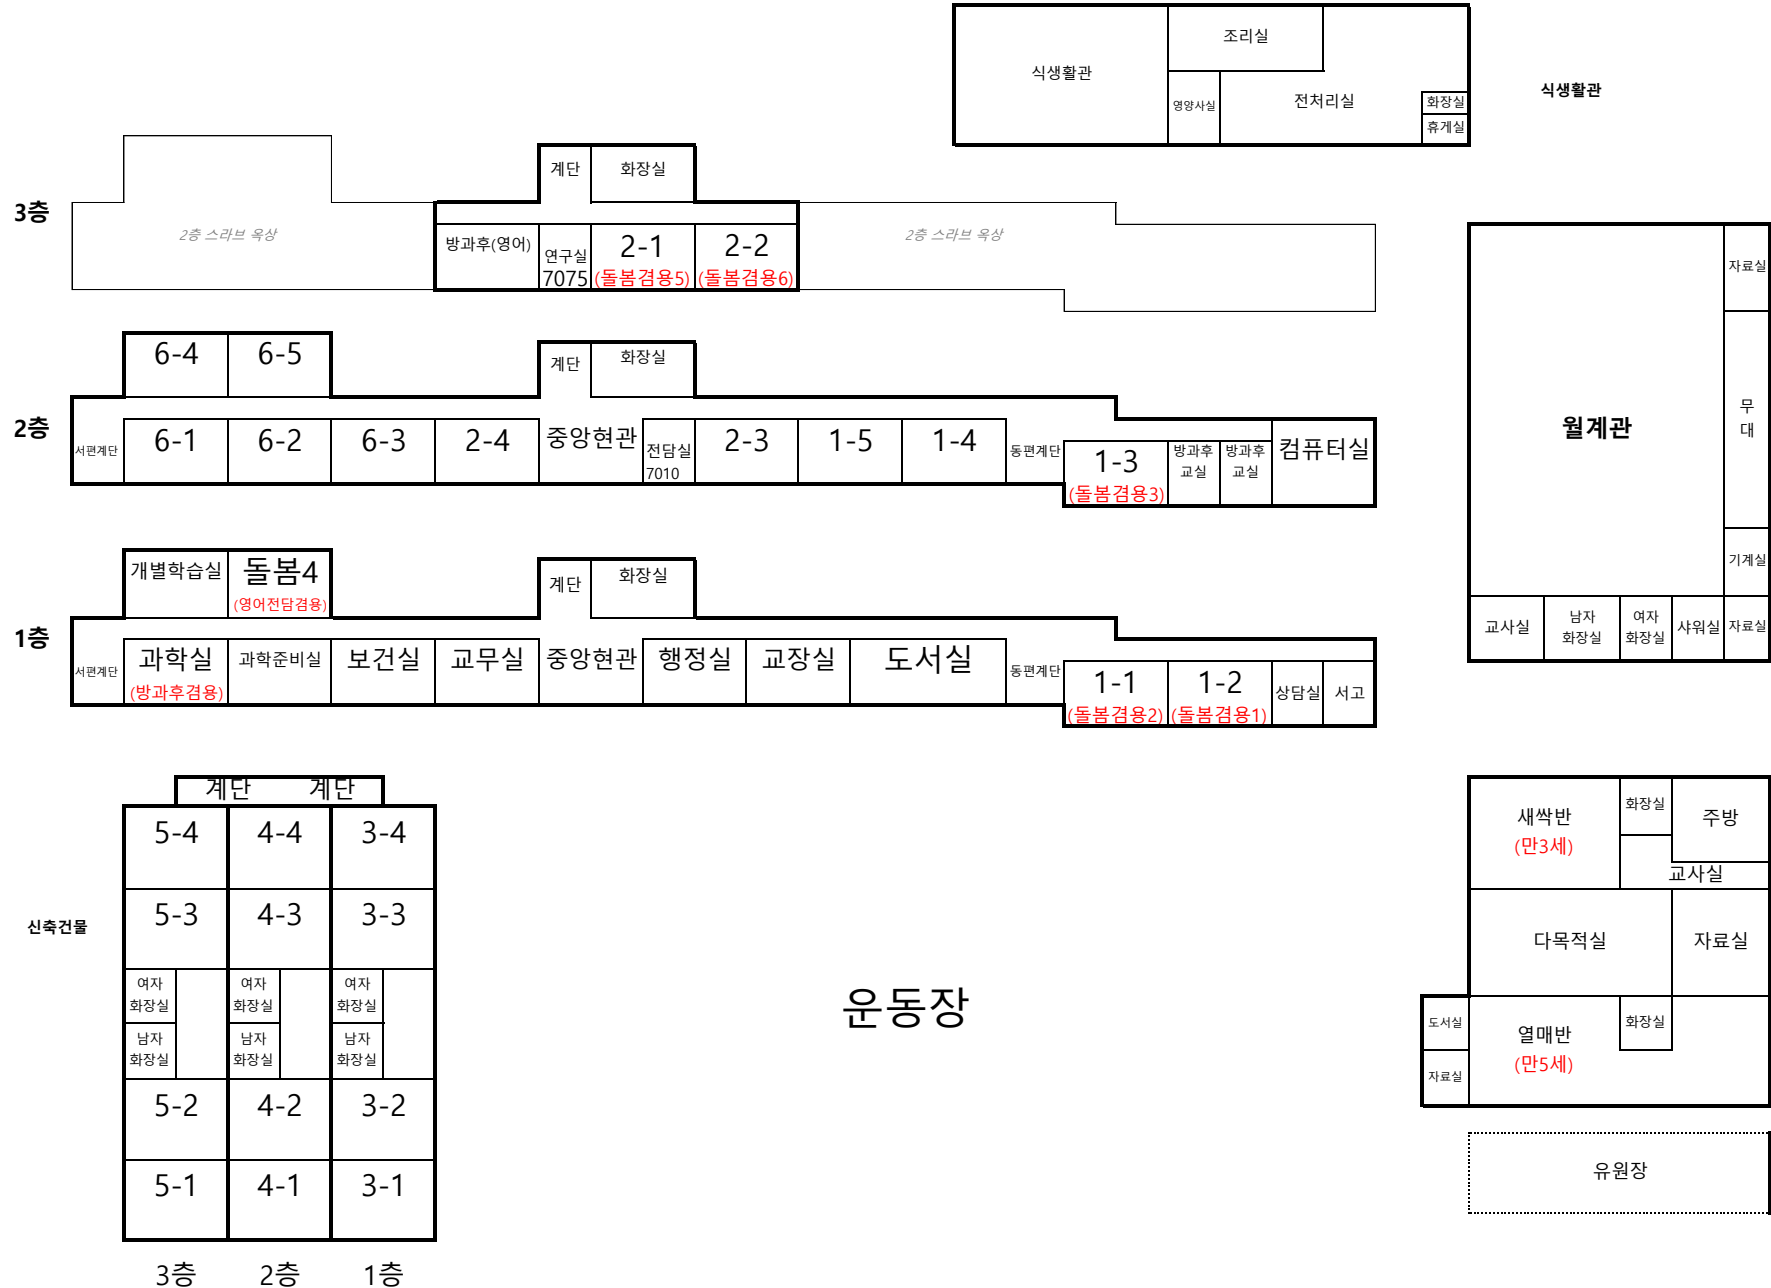 조리실
식생활관
영양사실
전처리실
화장실
휴게실
식생활관
3층
2층 스라브 옥상
계단
화장실
방과후(영어)
연구실
7075
2-1
(돌봄겸용5)
2-2
(돌봄겸용6)
2층 스라브 옥상
2층
6-4
6-5
계단
화장실
서편계단
6-1
6-2
6-3
2-4
중앙현관
전담실
7010
2-3
1-5
1-4
동편계단
1-3
(돌봄겸용3)
방과후
교실
방과후
교실
컴퓨터실
1층
개별학습실
돌봄4
(영어전담겸용)
계단
화장실
서편계단
과학실
(방과후겸용)
과학준비실
보건실
교무실
중앙현관
행정실
교장실
도서실
동편계단
1-1
(돌봄겸용2)
1-2
(돌봄겸용1)
상담실
서고
자료실
월계관
무
대
기계실
교사실
남자
화장실
여자
화장실
샤워실
자료실
신축건물
계단
계단
5-4
4-4
3-4
5-3
4-3
3-3
여자
화장실
여자
화장실
여자
화장실
남자
화장실
남자
화장실
남자
화장실
5-2
4-2
3-2
5-1
4-1
3-1
3층
2층
1층
운동장
새싹반
(만3세)
화장실
주방
교사실
다목적실
자료실
도서실
자료실
열매반
(만5세)
화장실
유원장